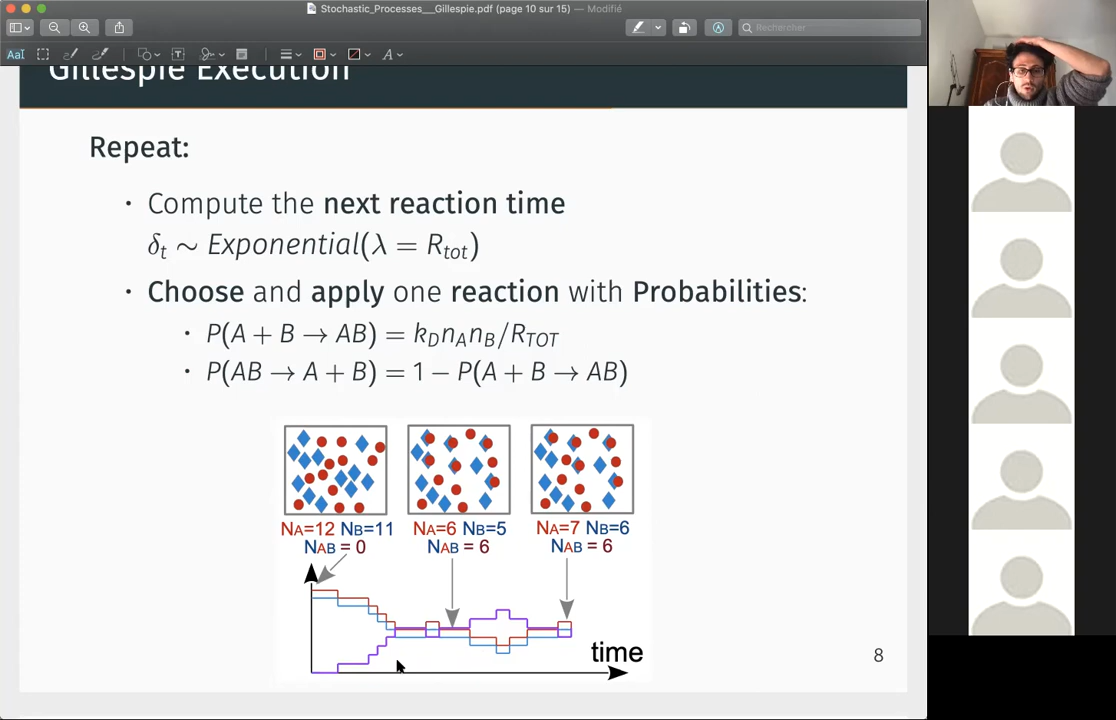 Stochastic_Processes__Gillespie.pdf (page 10 sur 15) — Modifié
Rechercher
AaI
T
A
Gillespie Execution
Repeat:
• Compute the next reaction time
δt ∼ Exponential(λ = Rtot)
• Choose and apply one reaction with Probabilities:
• P(A + B → AB) = kDnAnB/RTOT
• P(AB → A + B) = 1 − P(A + B → AB)
NA=12 NB=11
NAB = 0
NA=6 NB=5
NAB = 6
NA=7 NB=6
NAB = 6
time
8